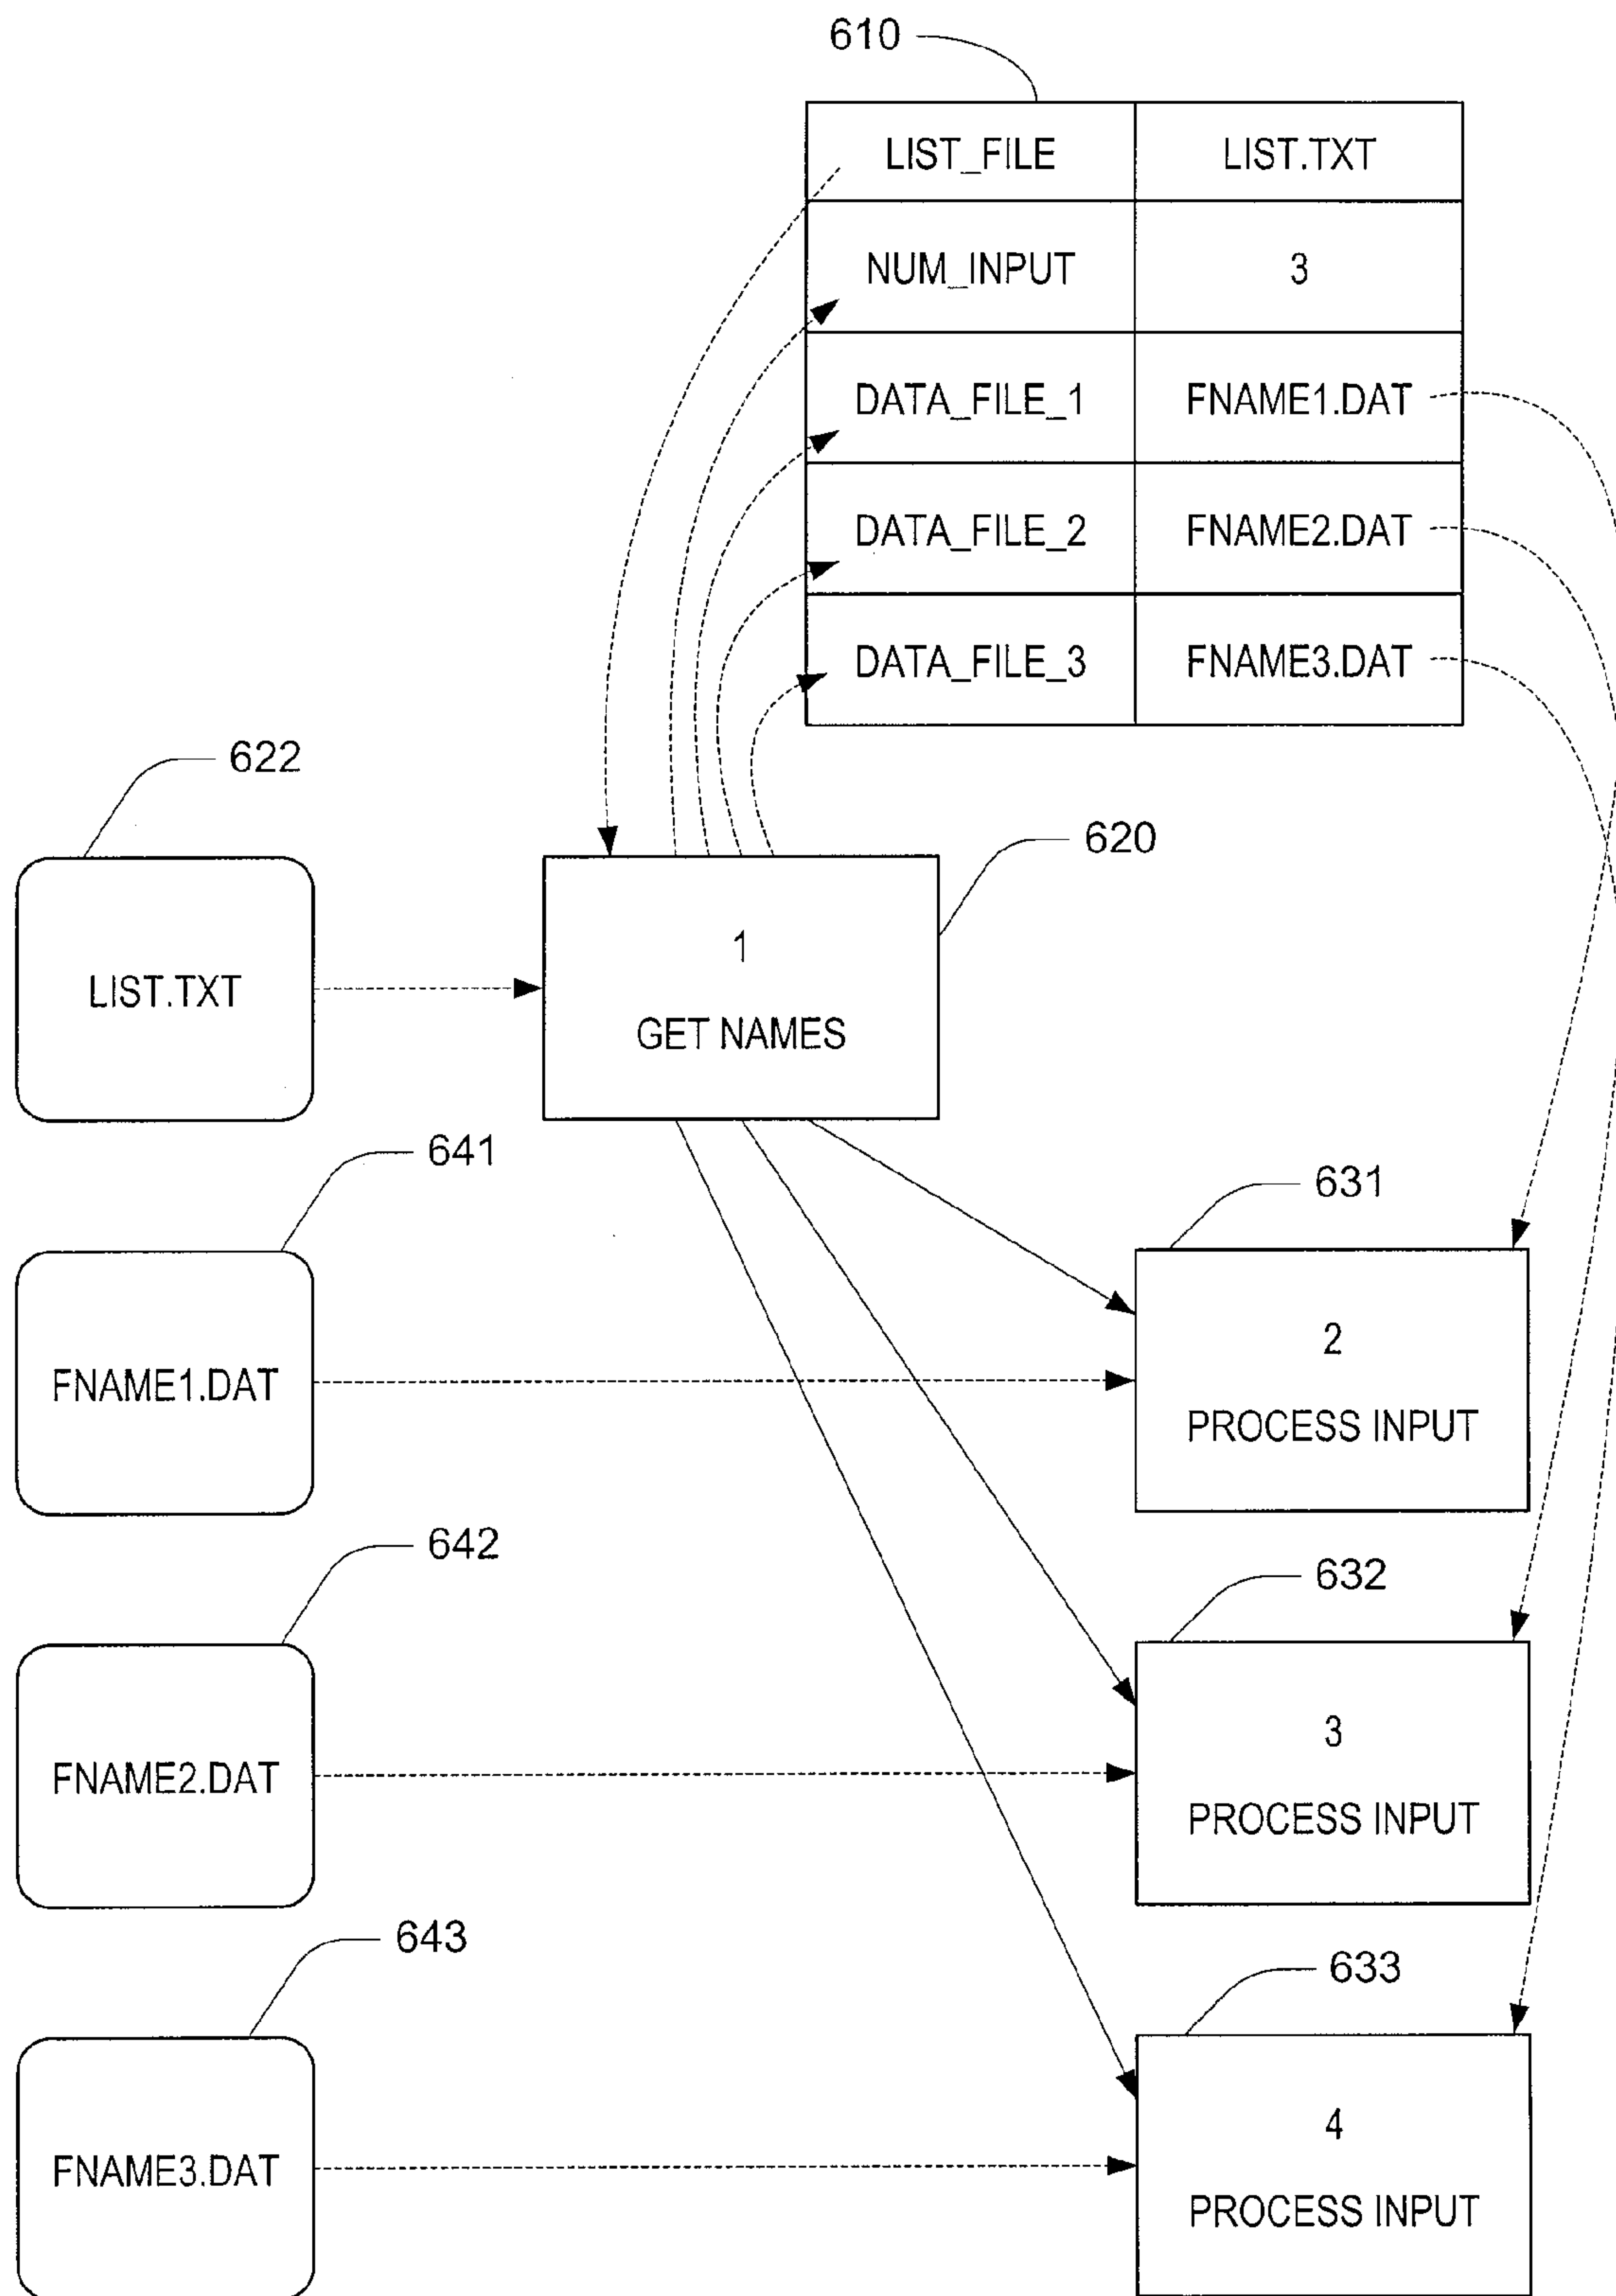 610
LIST_FILE LIST.TXT
NUM_INPUT 3
DATA_FILE_1 FNAME1.DAT
DATA_FILE_2 FNAME2.DAT
DATA_FILE_3 FNAME3.DAT
622
620
LIST.TXT
1
GET NAMES
641
631
FNAME1.DAT
2
PROCESS INPUT
642
632
FNAME2.DAT
3
PROCESS INPUT
643
633
FNAME3.DAT
4
PROCESS INPUT